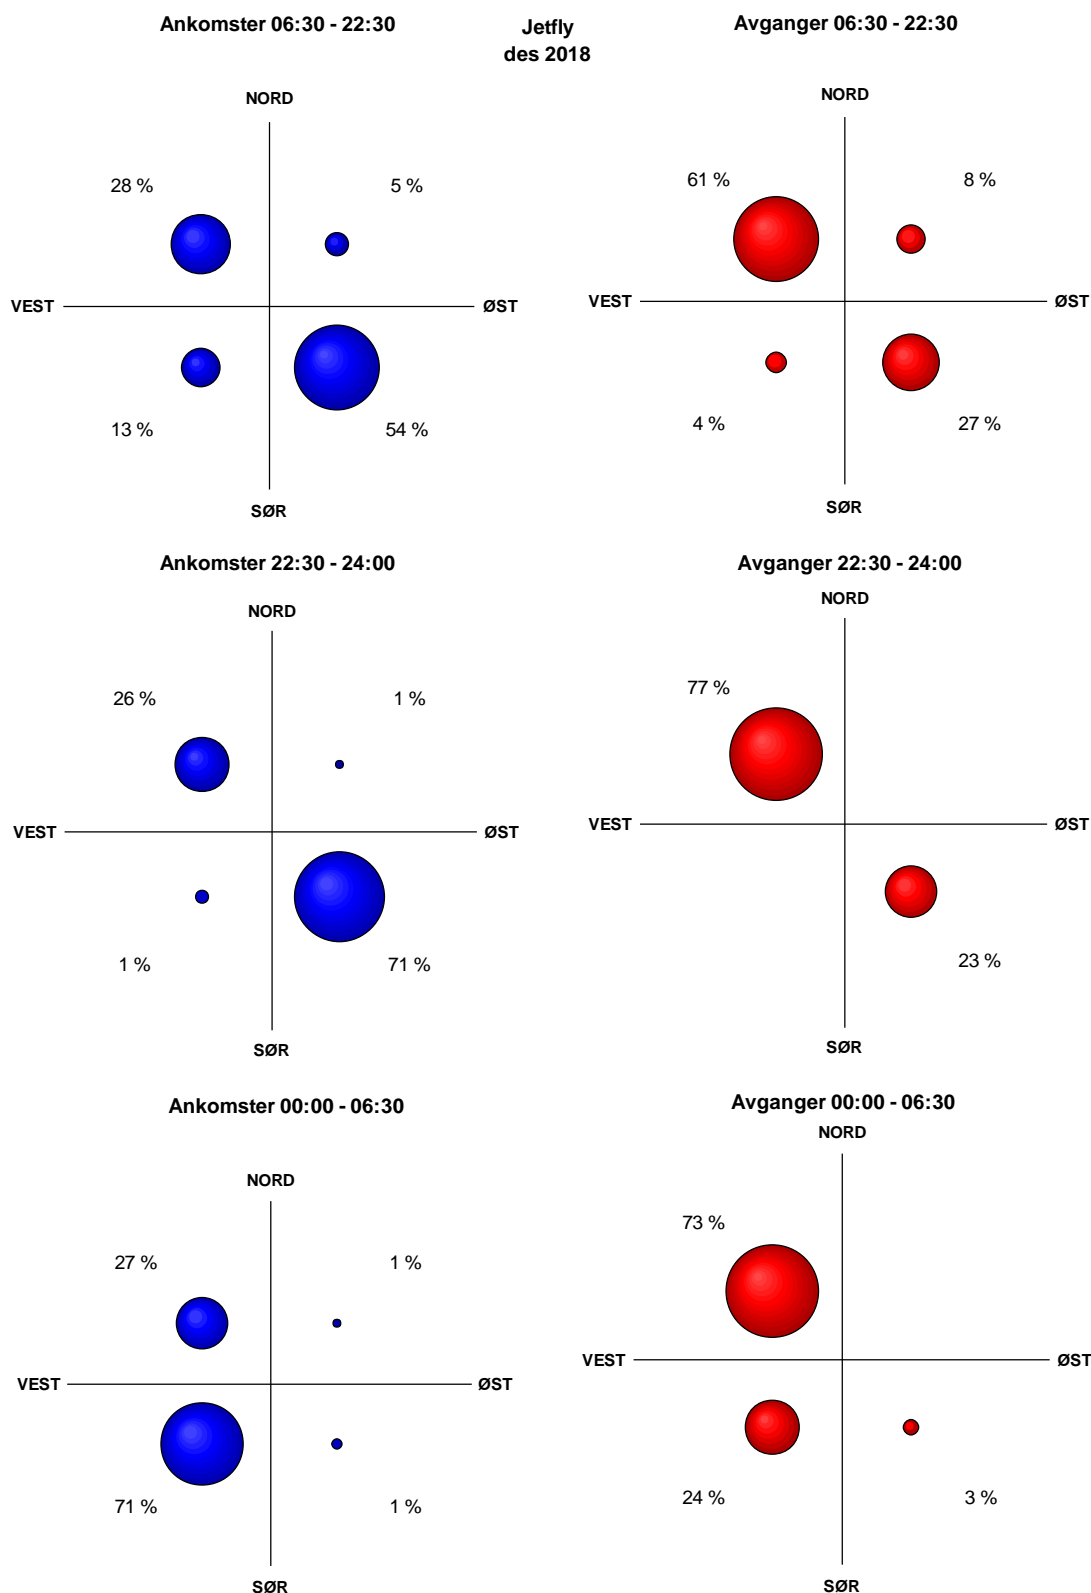 Ankomster 06:30 - 22:30
Jetfly
des 2018
Avganger 06:30 - 22:30
NORD
28 %
5 %
VEST
ØST
13 %
54 %
SØR
NORD
61 %
8 %
VEST
ØST
4 %
27 %
SØR
Ankomster 22:30 - 24:00
NORD
26 %
1 %
VEST
ØST
1 %
71 %
SØR
Avganger 22:30 - 24:00
NORD
77 %
VEST
ØST
23 %
SØR
Ankomster 00:00 - 06:30
NORD
27 %
1 %
VEST
ØST
71 %
1 %
SØR
Avganger 00:00 - 06:30
NORD
73 %
VEST
ØST
24 %
3 %
SØR